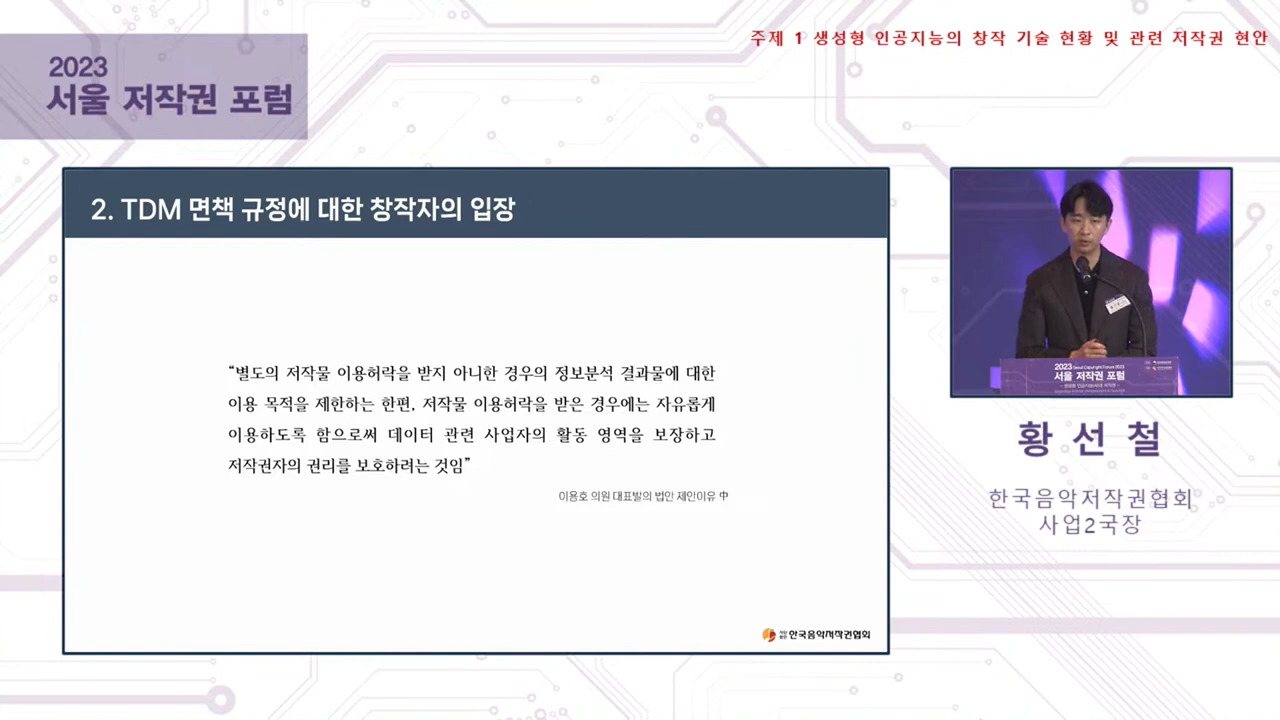 주제 1 생성형 인공지능의 창작 기술 현황 및 관련 저작권 현안
2023
서울 저작권 포럼
2. TDM 면책 규정에 대한 창작자의 입장
“별도의 저작물 이용허락을 받지 아니한 경우의 정보분석 결과물에 대한
이용 목적을 제한하는 한편, 저작물 이용허락을 받은 경우에는 자유롭게
이용하도록 함으로써 데이터 관련 사업자의 활동 영역을 보장하고
저작권자의 권리를 보호하려는 것임”
이용호 의원 대표발의 법안 제안이유 中
한국음악저작권협회
2023 Seoul Copyright Forum 2023
서울 저작권 포럼
황 선 철
한국음악저작권협회
사업2국장